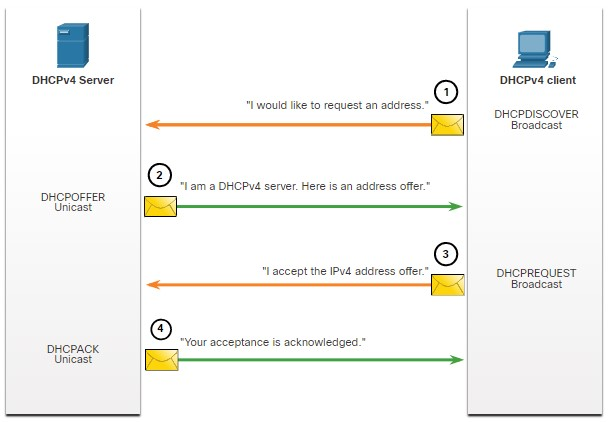 DHCPv4 Server
DHCPv4 client
1
"I would like to request an address."
DHCPDISCOVER
Broadcast
2
"I am a DHCPv4 server. Here is an address offer."
DHCPOFFER
Unicast
3
"I accept the IPv4 address offer."
DHCPREQUEST
Broadcast
4
"Your acceptance is acknowledged."
DHCPACK
Unicast